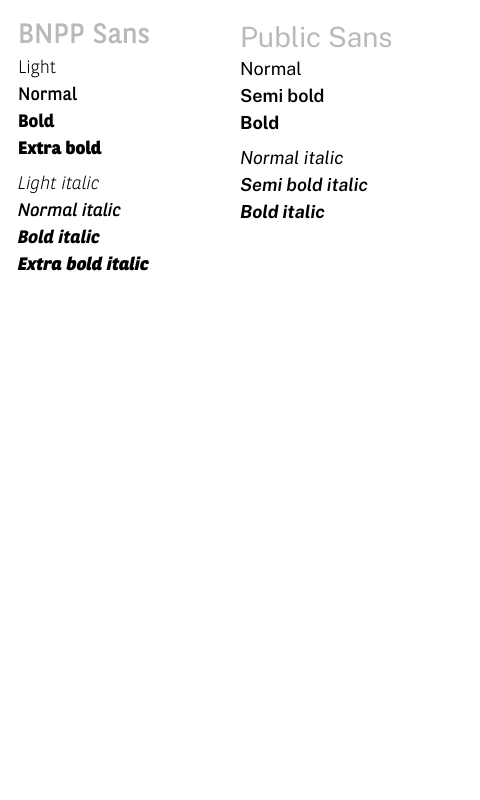 BNPP Sans
Light
Normal
Bold
Extra bold
Light italic
Normal italic
Bold italic
Extra bold italic
Public Sans
Normal
Semi bold
Bold
Normal italic
Semi bold italic
Bold italic